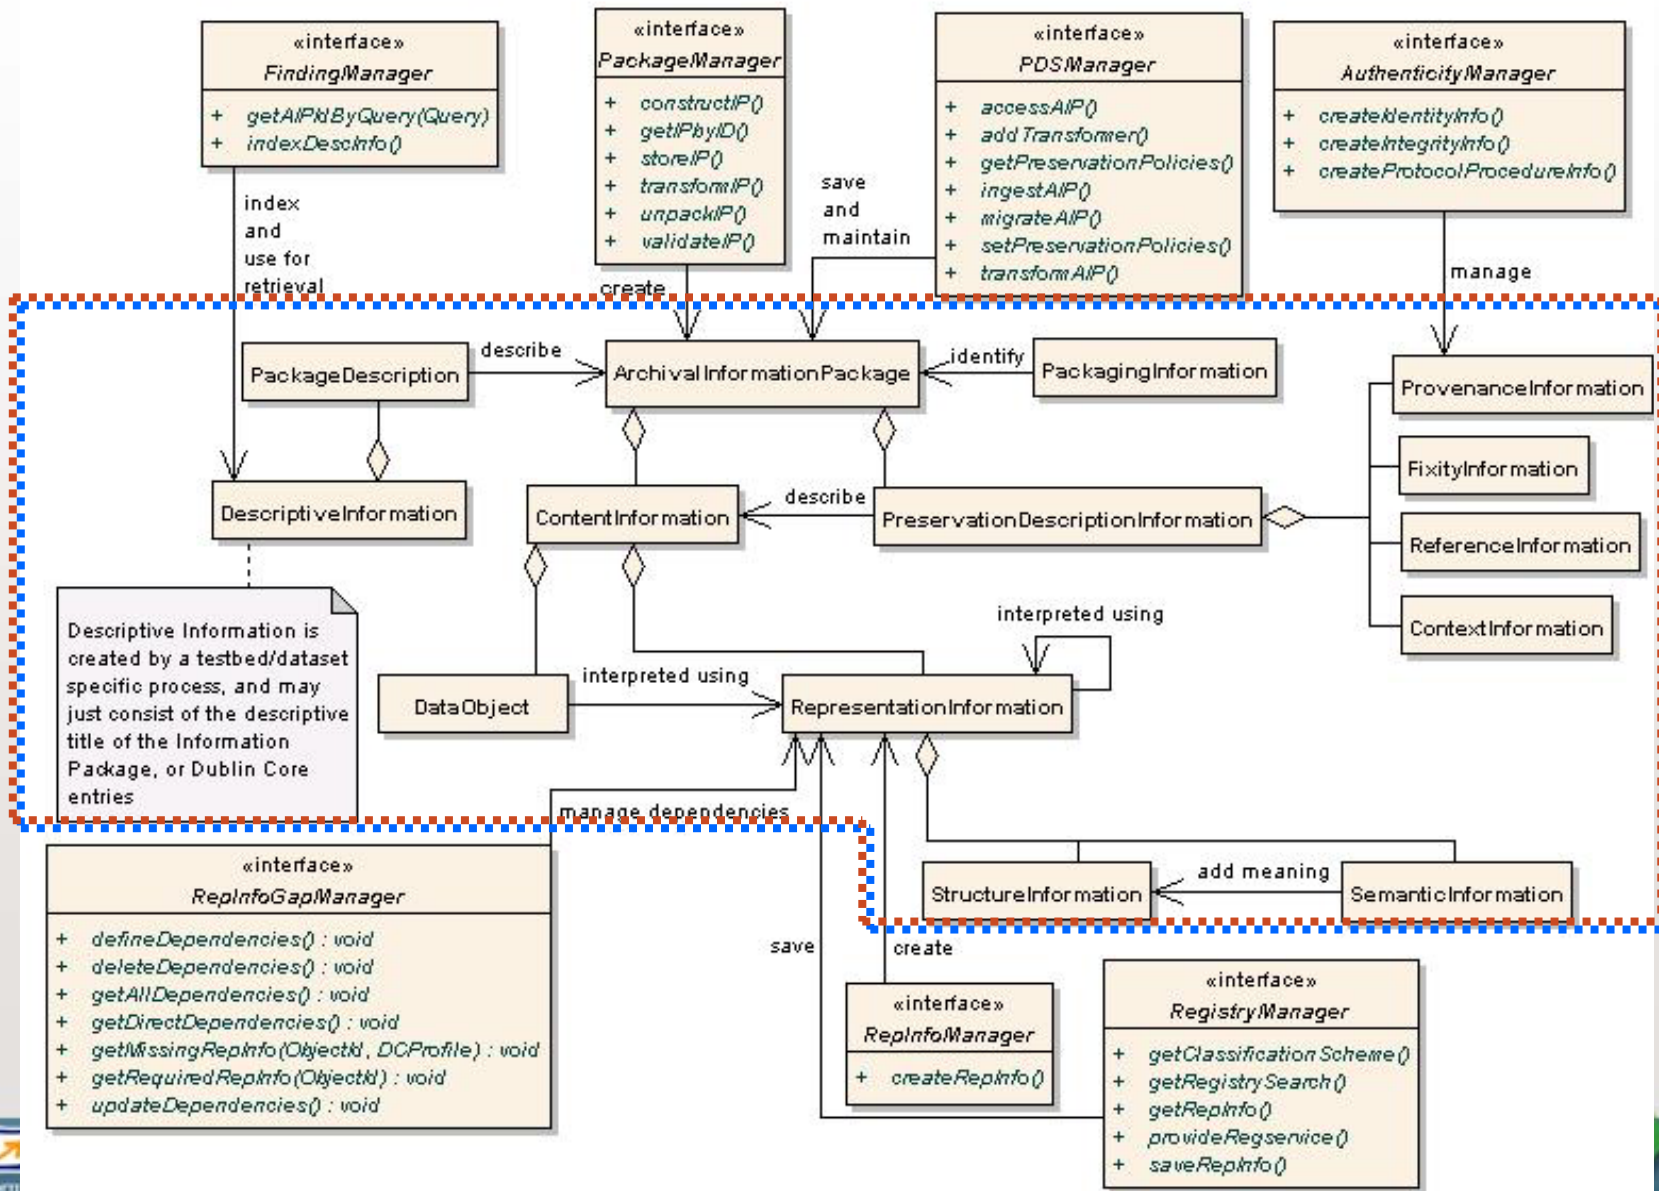 «interface»
FindingManager
+ getAIPIdByQuery(Query)
+ indexDescInfo()
«interface»
PackageManager
+ constructIP()
+ getIPbyID()
+ storeIP()
+ transformIP()
+ unpackIP()
+ validateIP()
«interface»
PDSManager
+ accessAIP()
+ addTransformer()
+ getPreservationPolicies()
+ ingestAIP()
+ migrateAIP()
+ setPreservationPolicies()
+ transformAIP()
«interface»
AuthenticityManager
+ createIdentityInfo()
+ createIntegrityInfo()
+ createProtocolProcedureInfo()
index
and
use for
retrieval
create
save
and
maintain
manage
PackageDescription
describe
ArchivalInformationPackage
identify
PackagingInformation
ProvenanceInformation
FixityInformation
ReferenceInformation
ContextInformation
DescriptiveInformation
ContentInformation
describe
PreservationDescriptionInformation
Descriptive Information is
created by a testbed/dataset
specific process, and may
just consist of the descriptive
title of the Information
Package, or Dublin Core
entries
DataObject
interpreted using
RepresentationInformation
interpreted using
manage dependencies
StructureInformation
add meaning
SemanticInformation
«interface»
RepInfoGapManager
+ defineDependencies() : void
+ deleteDependencies() : void
+ getAllDependencies() : void
+ getDirectDependencies() : void
+ getMissingRepInfo(ObjectId, DCProfile) : void
+ getRequiredRepInfo(ObjectId) : void
+ updateDependencies() : void
save
create
«interface»
RepInfoManager
+ createRepInfo()
«interface»
RegistryManager
+ getClassificationScheme()
+ getRegistrySearch()
+ getRepInfo()
+ provideRegservice()
+ saveRepInfo()